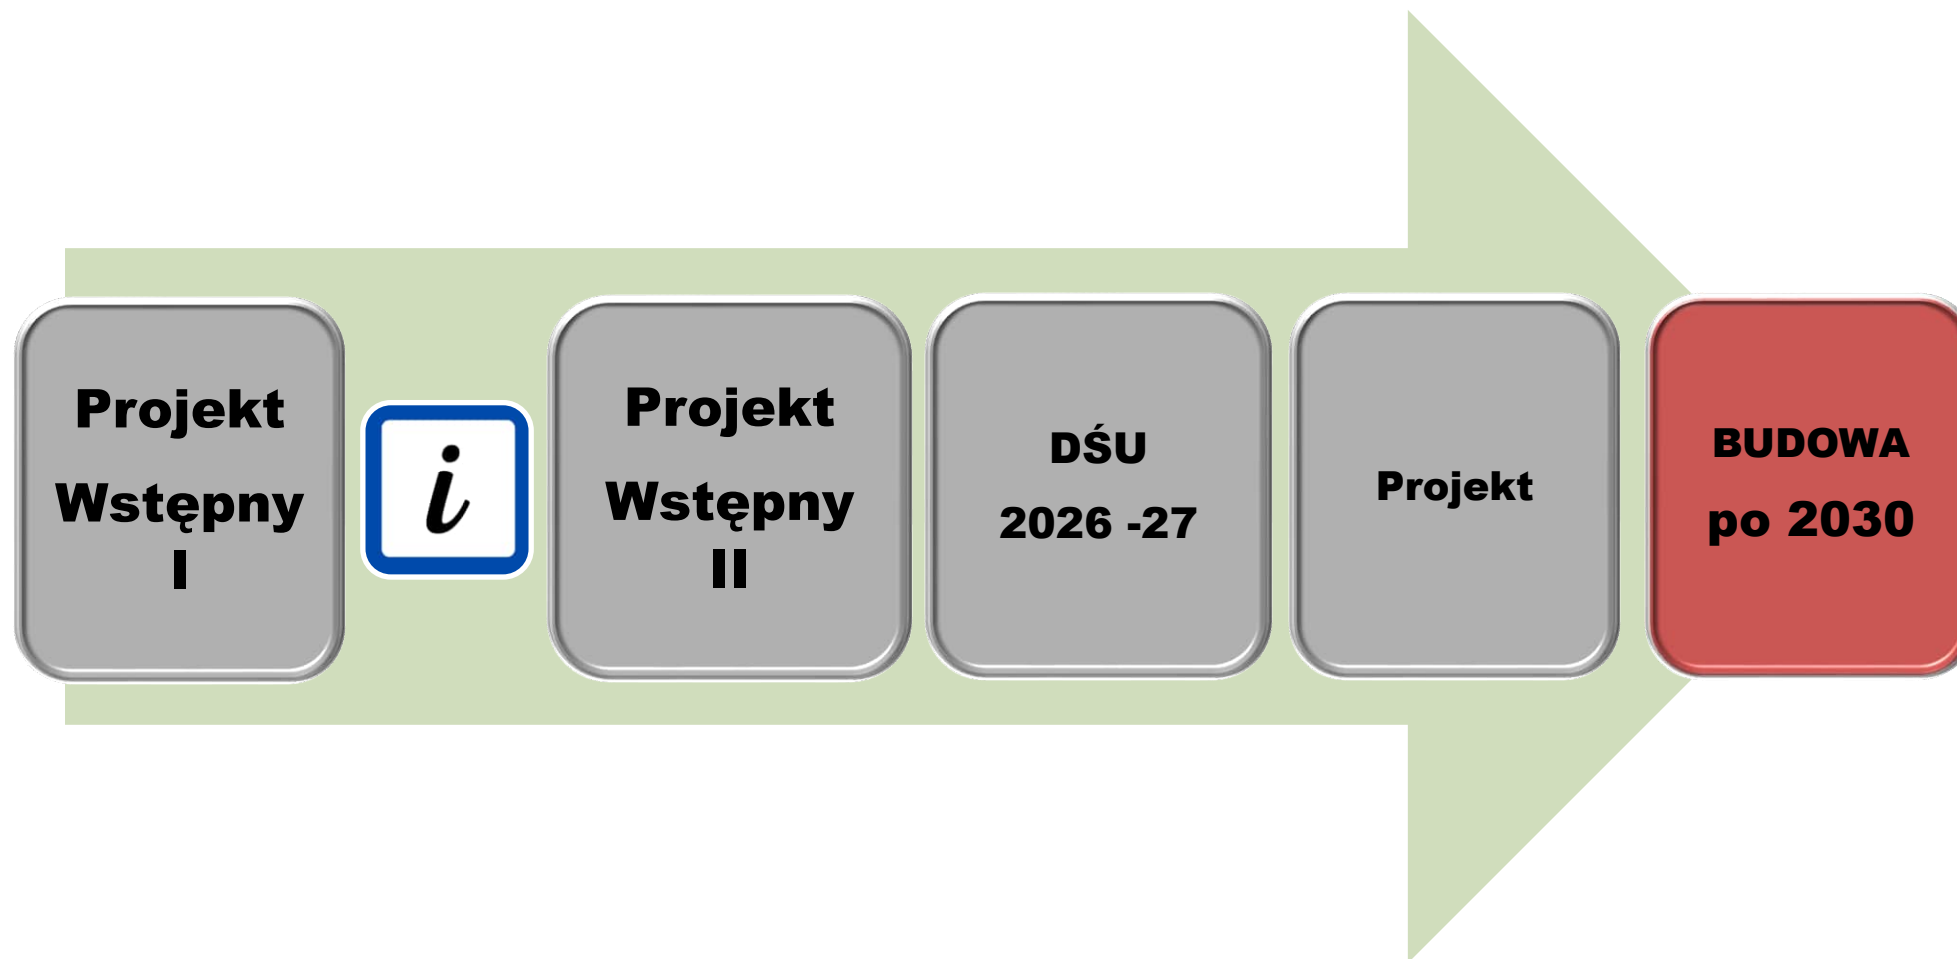 Projekt
Wstępny
I
i
Projekt
Wstępny
II
DŚU
2026 -27
Projekt
BUDOWA
po 2030